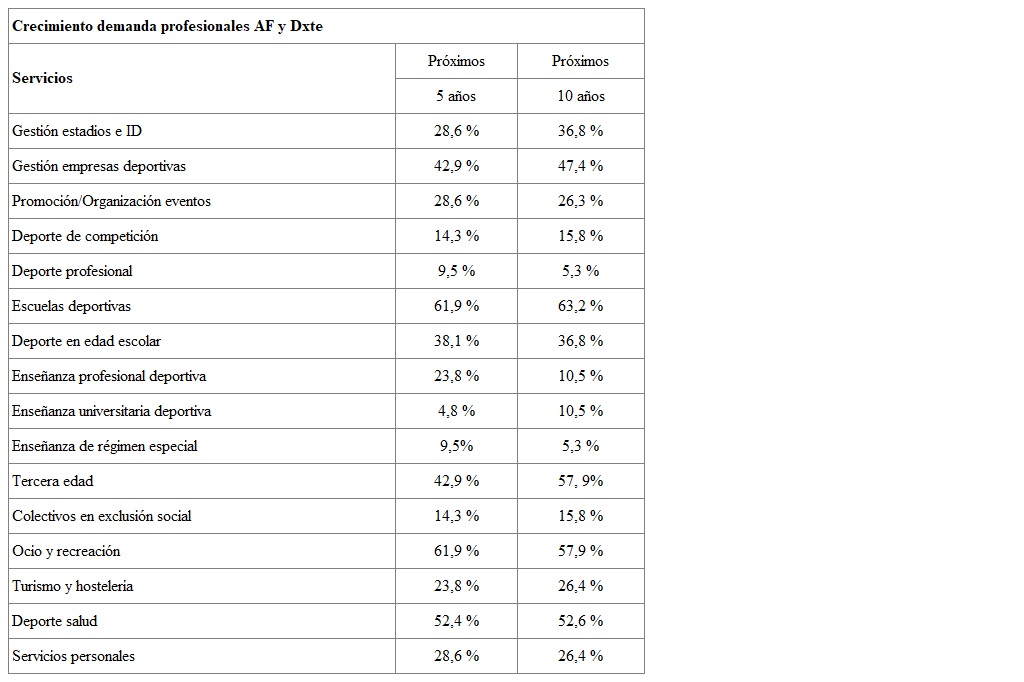 Crecimiento demanda profesionales AF y Dxte
Servicios Próximos Próximos
5 años 10 años
Gestión estadios e ID 28,6 % 36,8 %
Gestión empresas deportivas 42,9 % 47,4 %
Promoción/Organización eventos 28,6 % 26,3 %
Deporte de competición 14,3 % 15,8 %
Deporte profesional 9,5 % 5,3 %
Escuelas deportivas 61,9 % 63,2 %
Deporte en edad escolar 38,1 % 36,8 %
Enseñanza profesional deportiva 23,8 % 10,5 %
Enseñanza universitaria deportiva 4,8 % 10,5 %
Enseñanza de régimen especial 9,5% 5,3 %
Tercera edad 42,9 % 57, 9%
Colectivos en exclusión social 14,3 % 15,8 %
Ocio y recreación 61,9 % 57,9 %
Turismo y hosteleria 23,8 % 26,4 %
Deporte salud 52,4 % 52,6 %
Servicios personales 28,6 % 26,4 %